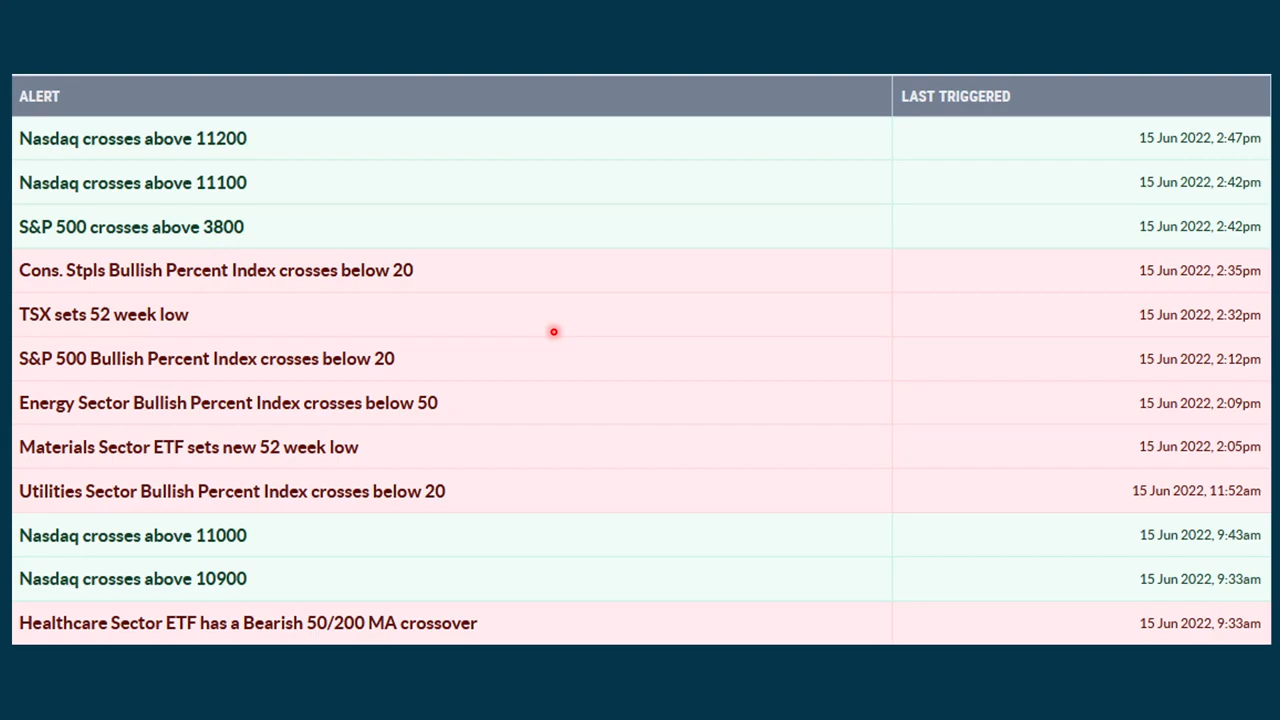 ALERT LAST TRIGGERED
Nasdaq crosses above 11200 15 Jun 2022, 2:47pm
Nasdaq crosses above 11100 15 Jun 2022, 2:42pm
S&P 500 crosses above 3800 15 Jun 2022, 2:42pm
Cons. Stpls Bullish Percent Index crosses below 20 15 Jun 2022, 2:35pm
TSX sets 52 week low 15 Jun 2022, 2:32pm
S&P 500 Bullish Percent Index crosses below 20 15 Jun 2022, 2:12pm
Energy Sector Bullish Percent Index crosses below 50 15 Jun 2022, 2:09pm
Materials Sector ETF sets new 52 week low 15 Jun 2022, 2:05pm
Utilities Sector Bullish Percent Index crosses below 20 15 Jun 2022, 11:52am
Nasdaq crosses above 11000 15 Jun 2022, 9:43am
Nasdaq crosses above 10900 15 Jun 2022, 9:33am
Healthcare Sector ETF has a Bearish 50/200 MA crossover 15 Jun 2022, 9:33am